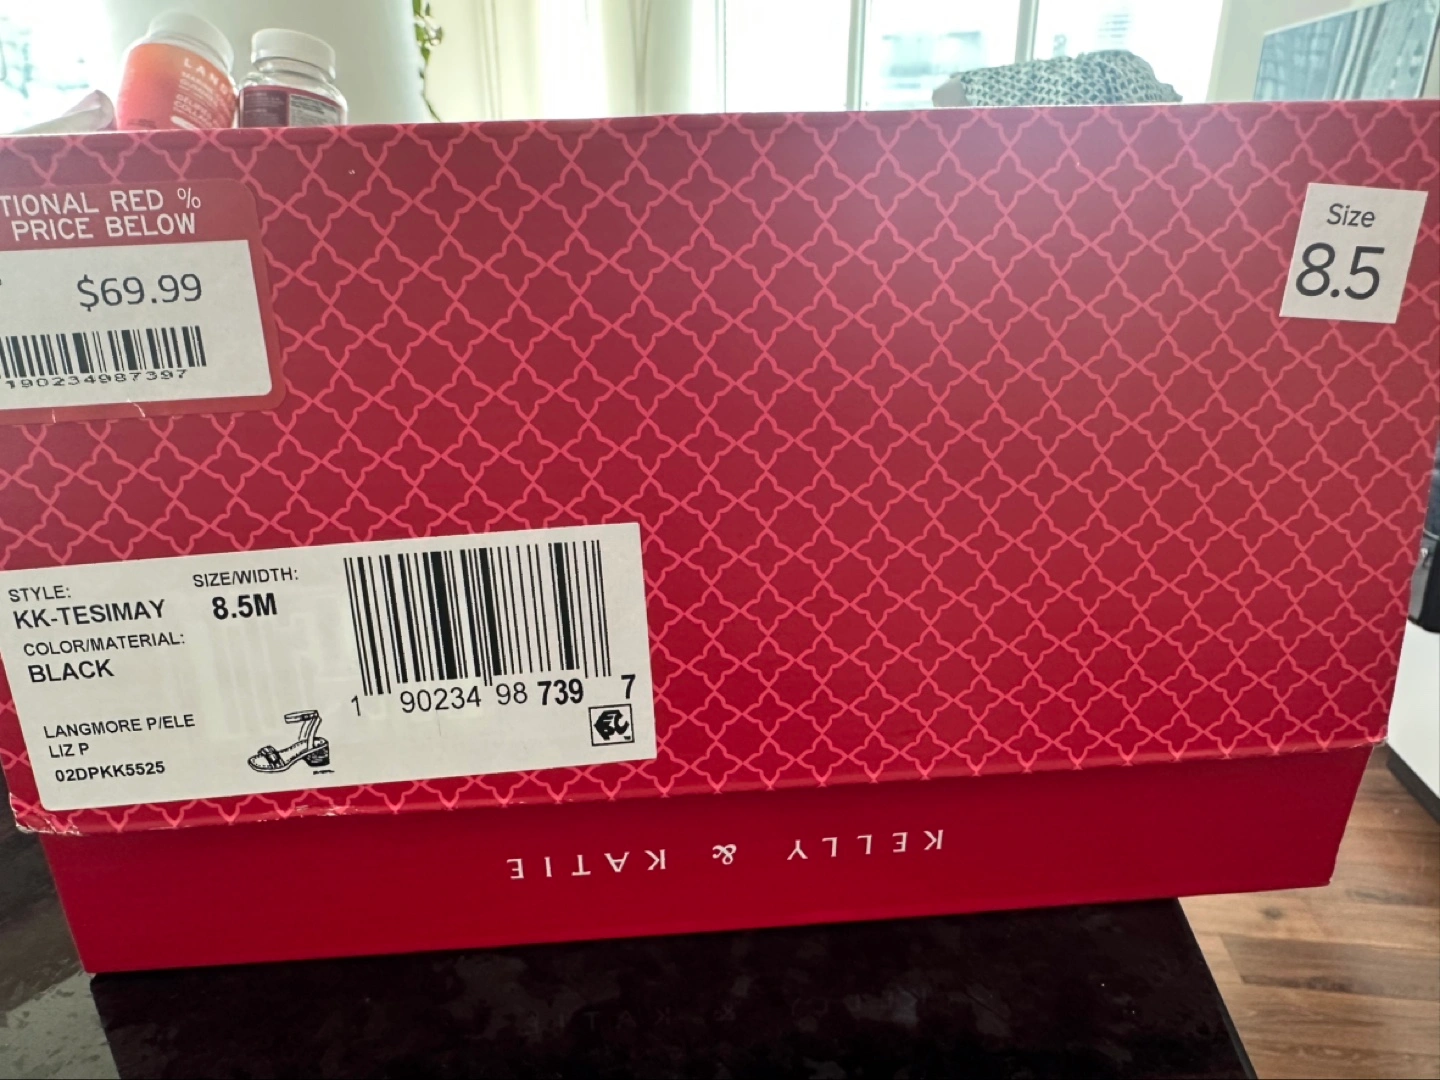 LAN
TIONAL RED %
PRICE BELOW
$69.99
190234987397
Size
8.5
STYLE:
KK-TESIMAY
SIZE/WIDTH:
8.5M
COLOR/MATERIAL:
BLACK
LANGMORE P/ELE
LIZ P
02DPKK5525
1 90234 98 739 7
KELLY & KATIE